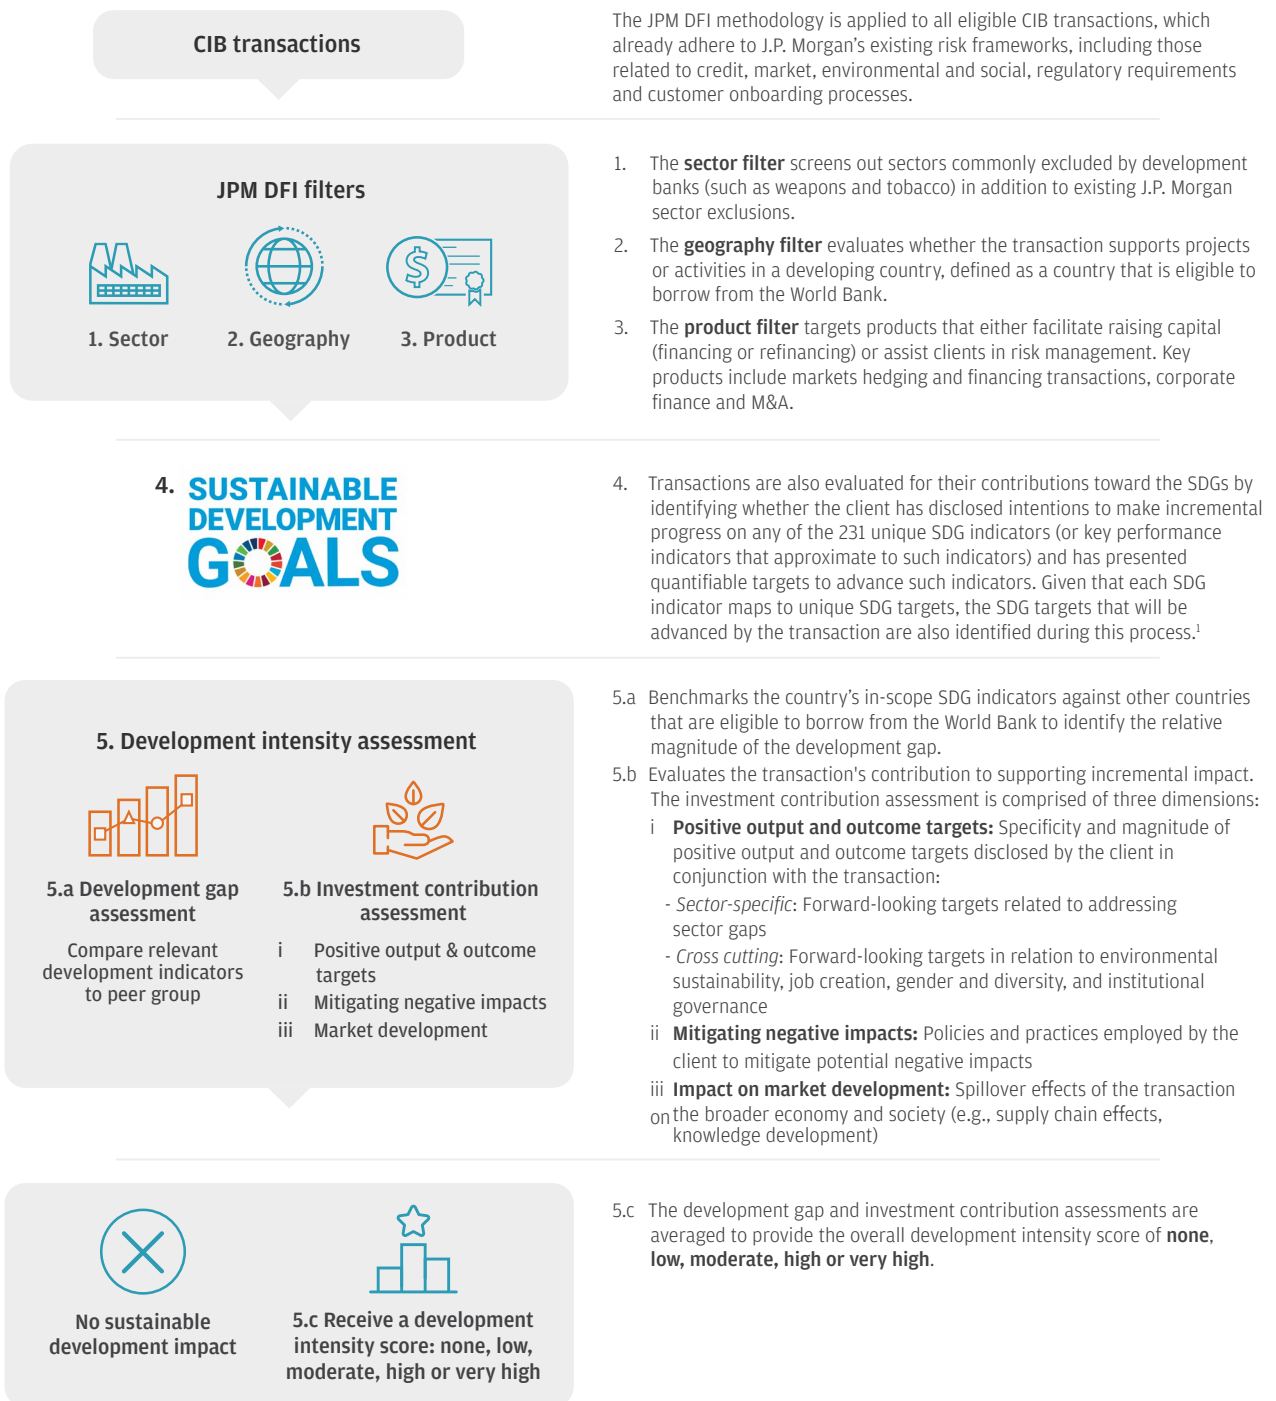 CIB transactions
The JPM DFI methodology is applied to all eligible CIB transactions, which
already adhere to J.P. Morgan's existing risk frameworks, including those
related to credit, market, environmental and social, regulatory requirements
and customer onboarding processes.
JPM DFI filters
1. Sector
2. Geography
3. Product
1. The sector filter screens out sectors commonly excluded by development
banks (such as weapons and tobacco) in addition to existing J.P. Morgan
sector exclusions.
2. The geography filter evaluates whether the transaction supports projects
or activities in a developing country, defined as a country that is eligible to
borrow from the World Bank.
3. The product filter targets products that either facilitate raising capital
(financing or refinancing) or assist clients in risk management. Key
products include markets hedging and financing transactions, corporate
finance and M&A.
4. SUSTAINABLE
DEVELOPMENT
GOALS
4. Transactions are also evaluated for their contributions toward the SDGs by
identifying whether the client has disclosed intentions to make incremental
progress on any of the 231 unique SDG indicators (or key performance
indicators that approximate to such indicators) and has presented
quantifiable targets to advance such indicators. Given that each SDG
indicator maps to unique SDG targets, the SDG targets that will be
advanced by the transaction are also identified during this process.1
5. Development intensity assessment
5.a Development gap
assessment
Compare relevant
development indicators
to peer group
5.b Investment contribution
assessment
i Positive output & outcome
targets
ii Mitigating negative impacts
iii Market development
5.a Benchmarks the country's in-scope SDG indicators against other countries
that are eligible to borrow from the World Bank to identify the relative
magnitude of the development gap.
5.b Evaluates the transaction's contribution to supporting incremental impact.
The investment contribution assessment is comprised of three dimensions:
i Positive output and outcome targets: Specificity and magnitude of
positive output and outcome targets disclosed by the client in
conjunction with the transaction:
- Sector-specific: Forward-looking targets related to addressing
sector gaps
- Cross cutting: Forward-looking targets in relation to environmental
sustainability, job creation, gender and diversity, and institutional
governance
ii Mitigating negative impacts: Policies and practices employed by the
client to mitigate potential negative impacts
iii Impact on market development: Spillover effects of the transaction
on the broader economy and society (e.g., supply chain effects,
knowledge development)
No sustainable
development impact
5.c Receive a development
intensity score: none, low,
moderate, high or very high
5.c The development gap and investment contribution assessments are
averaged to provide the overall development intensity score of none,
low, moderate, high or very high.